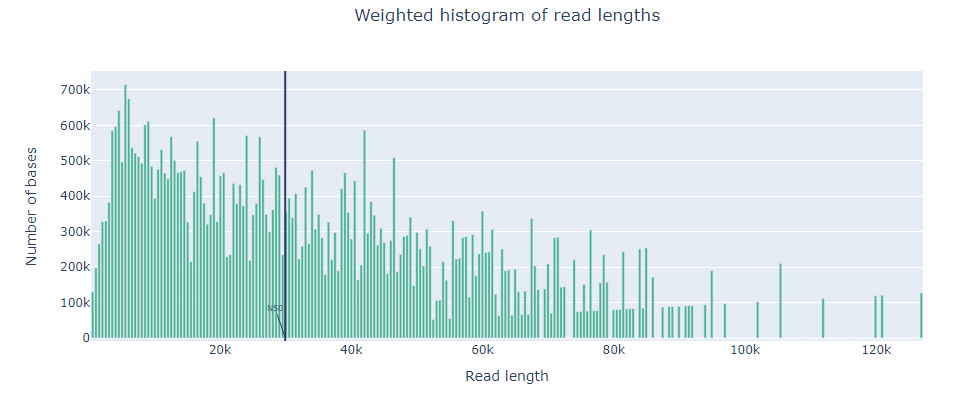 Weighted histogram of read lengths
700k
600k
500k
400k
300k
200k
100k
0
Number of bases
N50
20k
40k
60k
80k
100k
120k
Read length